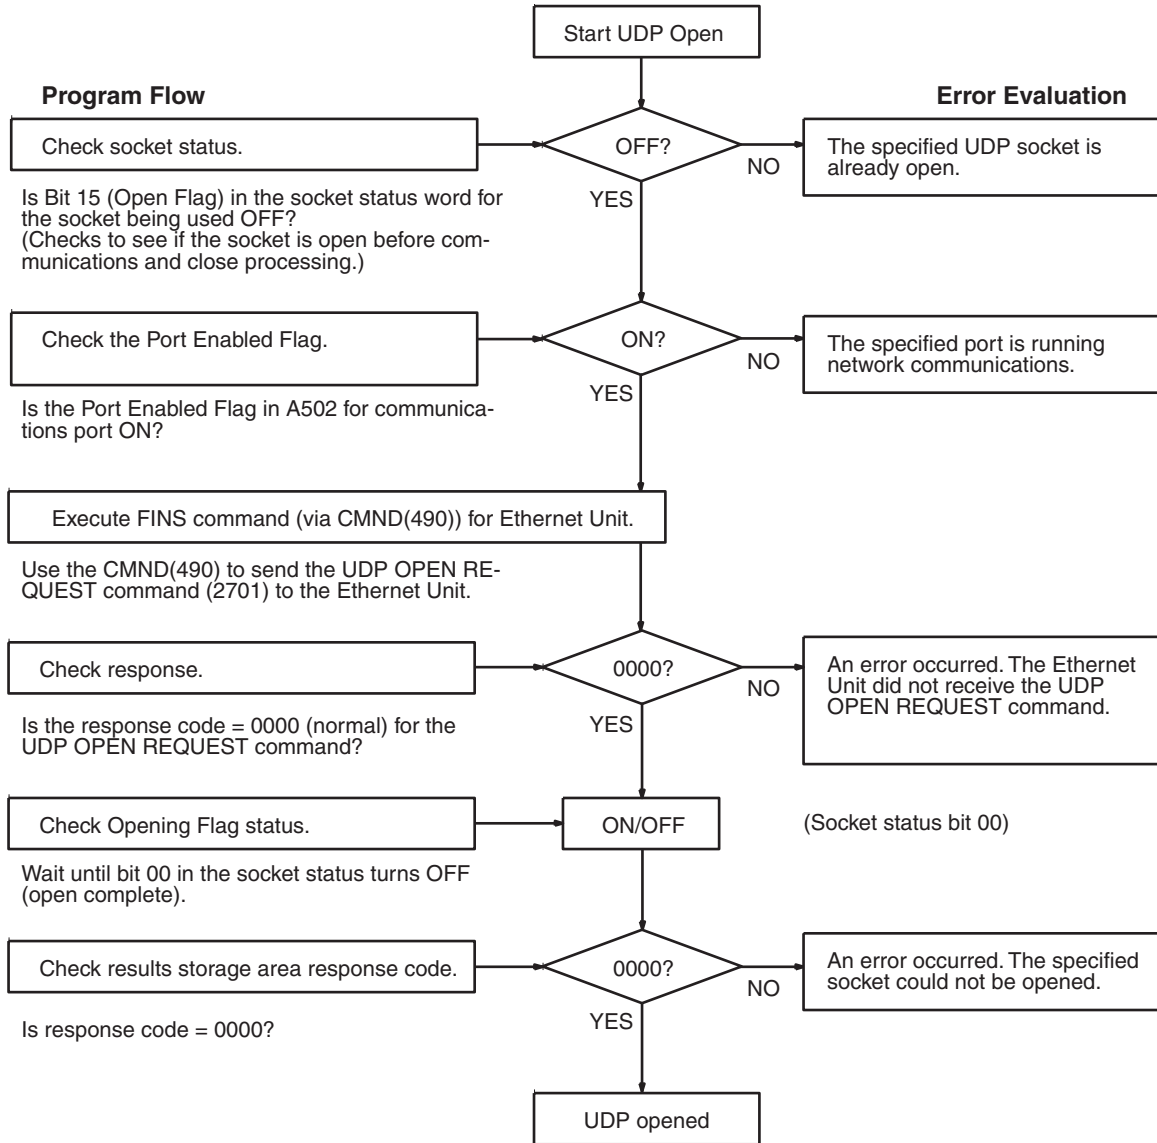 Start UDP Open
Program Flow
Error Evaluation
Check socket status.
OFF?
NO
The specified UDP socket is
already open.
YES
Is Bit 15 (Open Flag) in the socket status word for
the socket being used OFF?
(Checks to see if the socket is open before com-
munications and close processing.)
Check the Port Enabled Flag.
ON?
NO
The specified port is running
network communications.
YES
Is the Port Enabled Flag in A502 for communica-
tions port ON?
Execute FINS command (via CMND(490)) for Ethernet Unit.
Use the CMND(490) to send the UDP OPEN RE-
QUEST command (2701) to the Ethernet Unit.
Check response.
0000?
NO
An error occurred. The Ethernet
Unit did not receive the UDP
OPEN REQUEST command.
YES
Is the response code = 0000 (normal) for the
UDP OPEN REQUEST command?
Check Opening Flag status.
ON/OFF
(Socket status bit 00)
Wait until bit 00 in the socket status turns OFF
(open complete).
Check results storage area response code.
0000?
NO
An error occurred. The specified
socket could not be opened.
YES
Is response code = 0000?
UDP opened